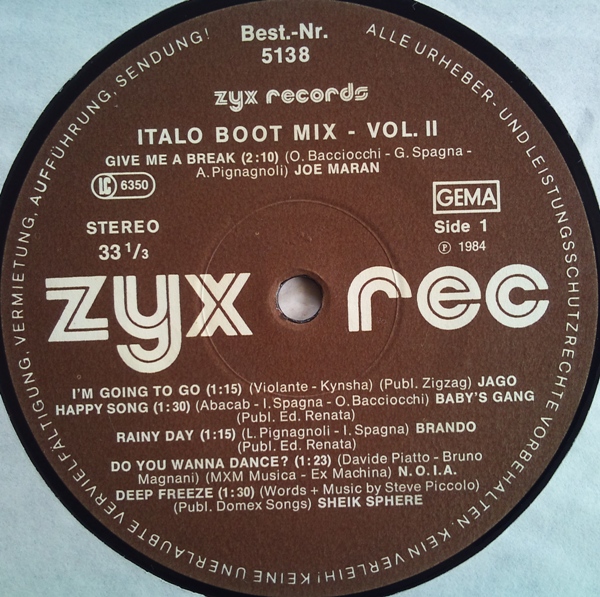 ALLE URHEBER- UND LEISTUNGSSCHUTZRECHTE VORBEHALTEN. KEIN VERLEIH! KEINE UNERLAUBTE VERVIELFÄLTIGUNG, VERMIETUNG, AUFFÜHRUNG, SENDUNG!
Best.-Nr.
5138
zyx records
ITALO BOOT MIX - VOL. II
GIVE ME A BREAK (2:10) (O. Bacciocchi - G. Spagna -
A. Pignagnoli) JOE MARAN
LC 6350
GEMA
STEREO
Side 1
33 1/3
Ⓟ 1984
zyx rec
I'M GOING TO GO (1:15) (Violante - Kynsha) (Publ. Zigzag) JAGO
HAPPY SONG (1:30) (Abacab - I. Spagna - O. Bacciocchi) BABY'S GANG
(Publ. Ed. Renata)
RAINY DAY (1:15) (L. Pignagnoli - I. Spagna) BRANDO
(Publ. Ed. Renata)
DO YOU WANNA DANCE? (1:23) (Davide Piatto - Bruno
Magnani) (MXM Musica - Ex Machina) N.O.I.A.
DEEP FREEZE (1:30) (Words + Music by Steve Piccolo)
(Publ. Domex Songs) SHEIK SPHERE